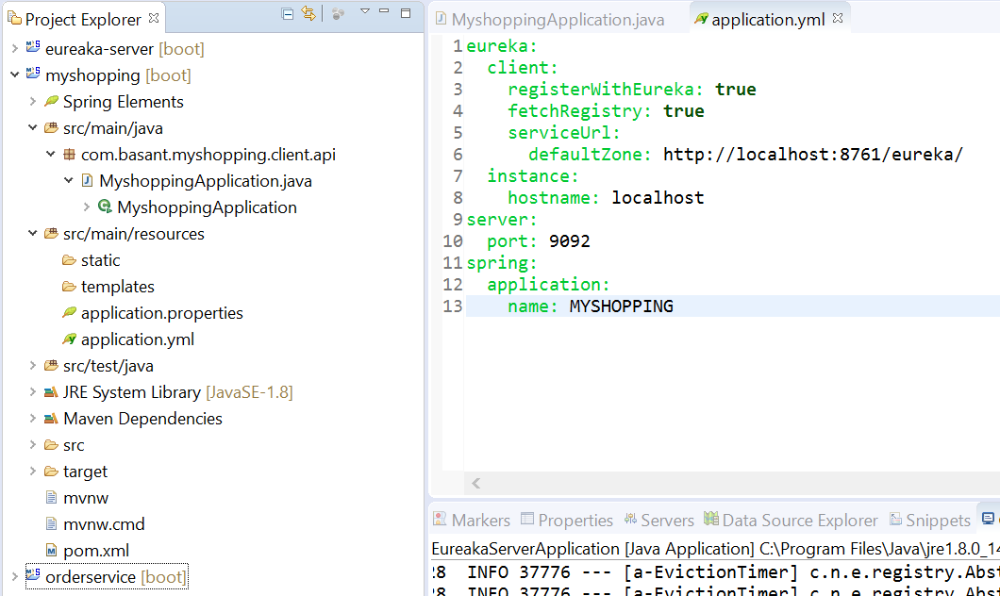 Project Explorer
eureaka-server [boot]
myshopping [boot]
Spring Elements
src/main/java
com.basant.myshopping.client.api
MyshoppingApplication.java
MyshoppingApplication
src/main/resources
static
templates
application.properties
application.yml
src/test/java
JRE System Library [JavaSE-1.8]
Maven Dependencies
src
target
mvnw
mvnw.cmd
pom.xml
orderservice [boot]
MyshoppingApplication.java application.yml
1 eureka:
2   client:
3     registerWithEureka: true
4     fetchRegistry: true
5     serviceUrl:
6       defaultZone: http://localhost:8761/eureka/
7   instance:
8     hostname: localhost
9 server:
10   port: 9092
11 spring:
12   application:
13     name: MYSHOPPING
Markers Properties Servers Data Source Explorer Snippets
EureakaServerApplication [Java Application] C:\Program Files\Java\jre1.8.0_14
28  INFO 37776 --- [a-EvictionTimer] c.n.e.registry.Abst
28  INFO 37776 --- [a-EvictionTimer] c.n.e.registry.Abst